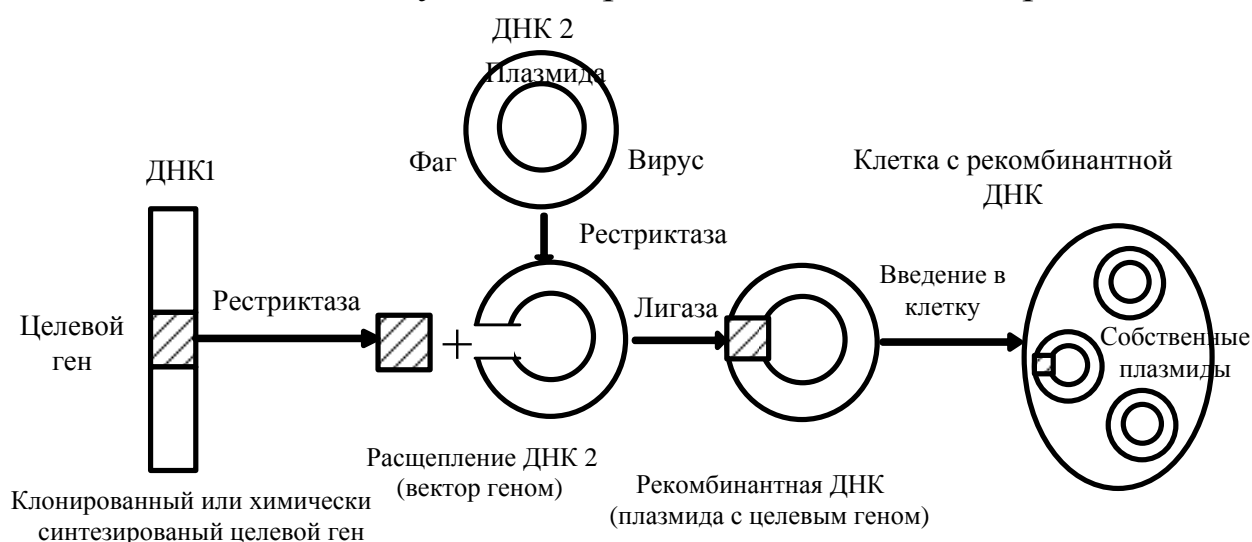 ДНК 2
Плазмида
Фаг
Вирус
Клетка с рекомбинантной
ДНК
ДНК1
Рестриктаза
Целевой
ген
Рестриктаза
+
Лигаза
Введение в
клетку
Собственные
плазмиды
Расщепление ДНК 2
(вектор геном)
Рекомбинантная ДНК
(плазмида с целевым геном)
Клонированный или химически
синтезированый целевой ген